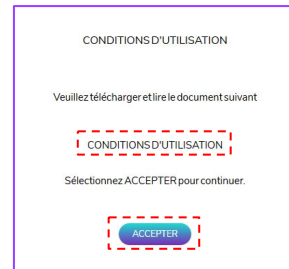 CONDITIONS D'UTILISATION
Veuillez télécharger et lire le document suivant
CONDITIONS D'UTILISATION
Sélectionnez ACCEPTER pour continuer.
ACCEPTER